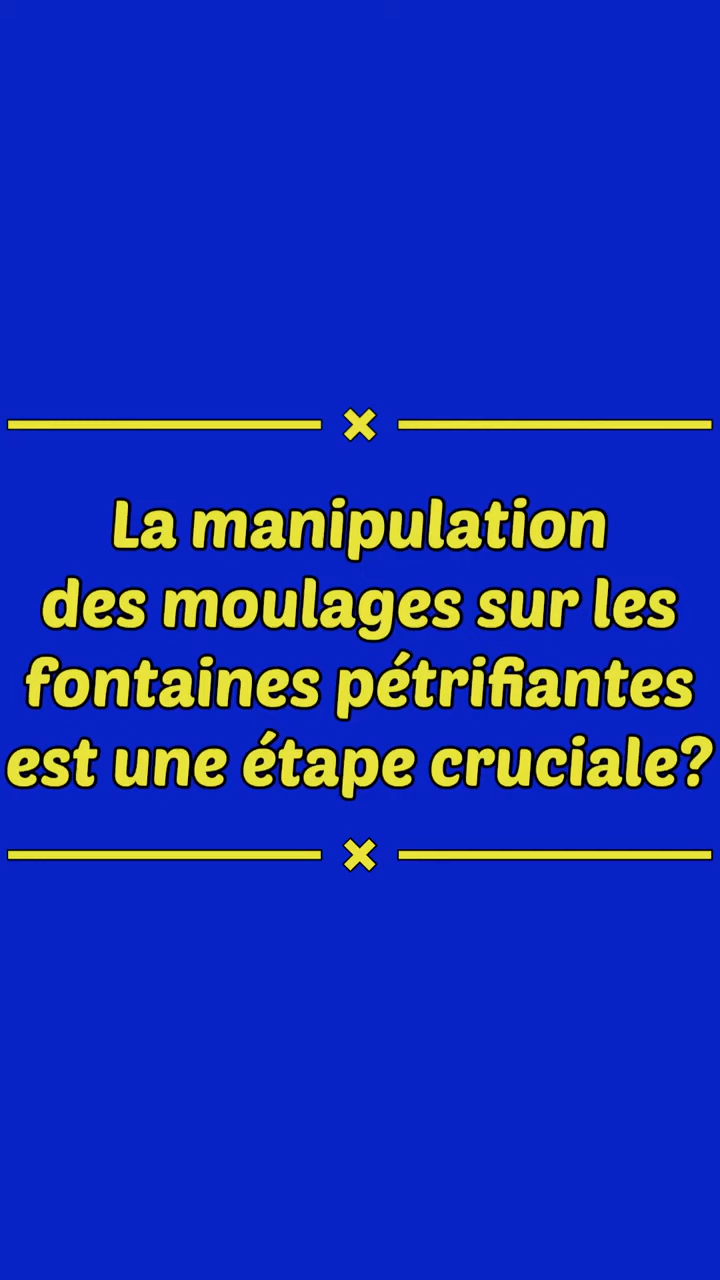 La manipulation
des moulages sur les
fontaines pétrifiantes
est une étape cruciale?